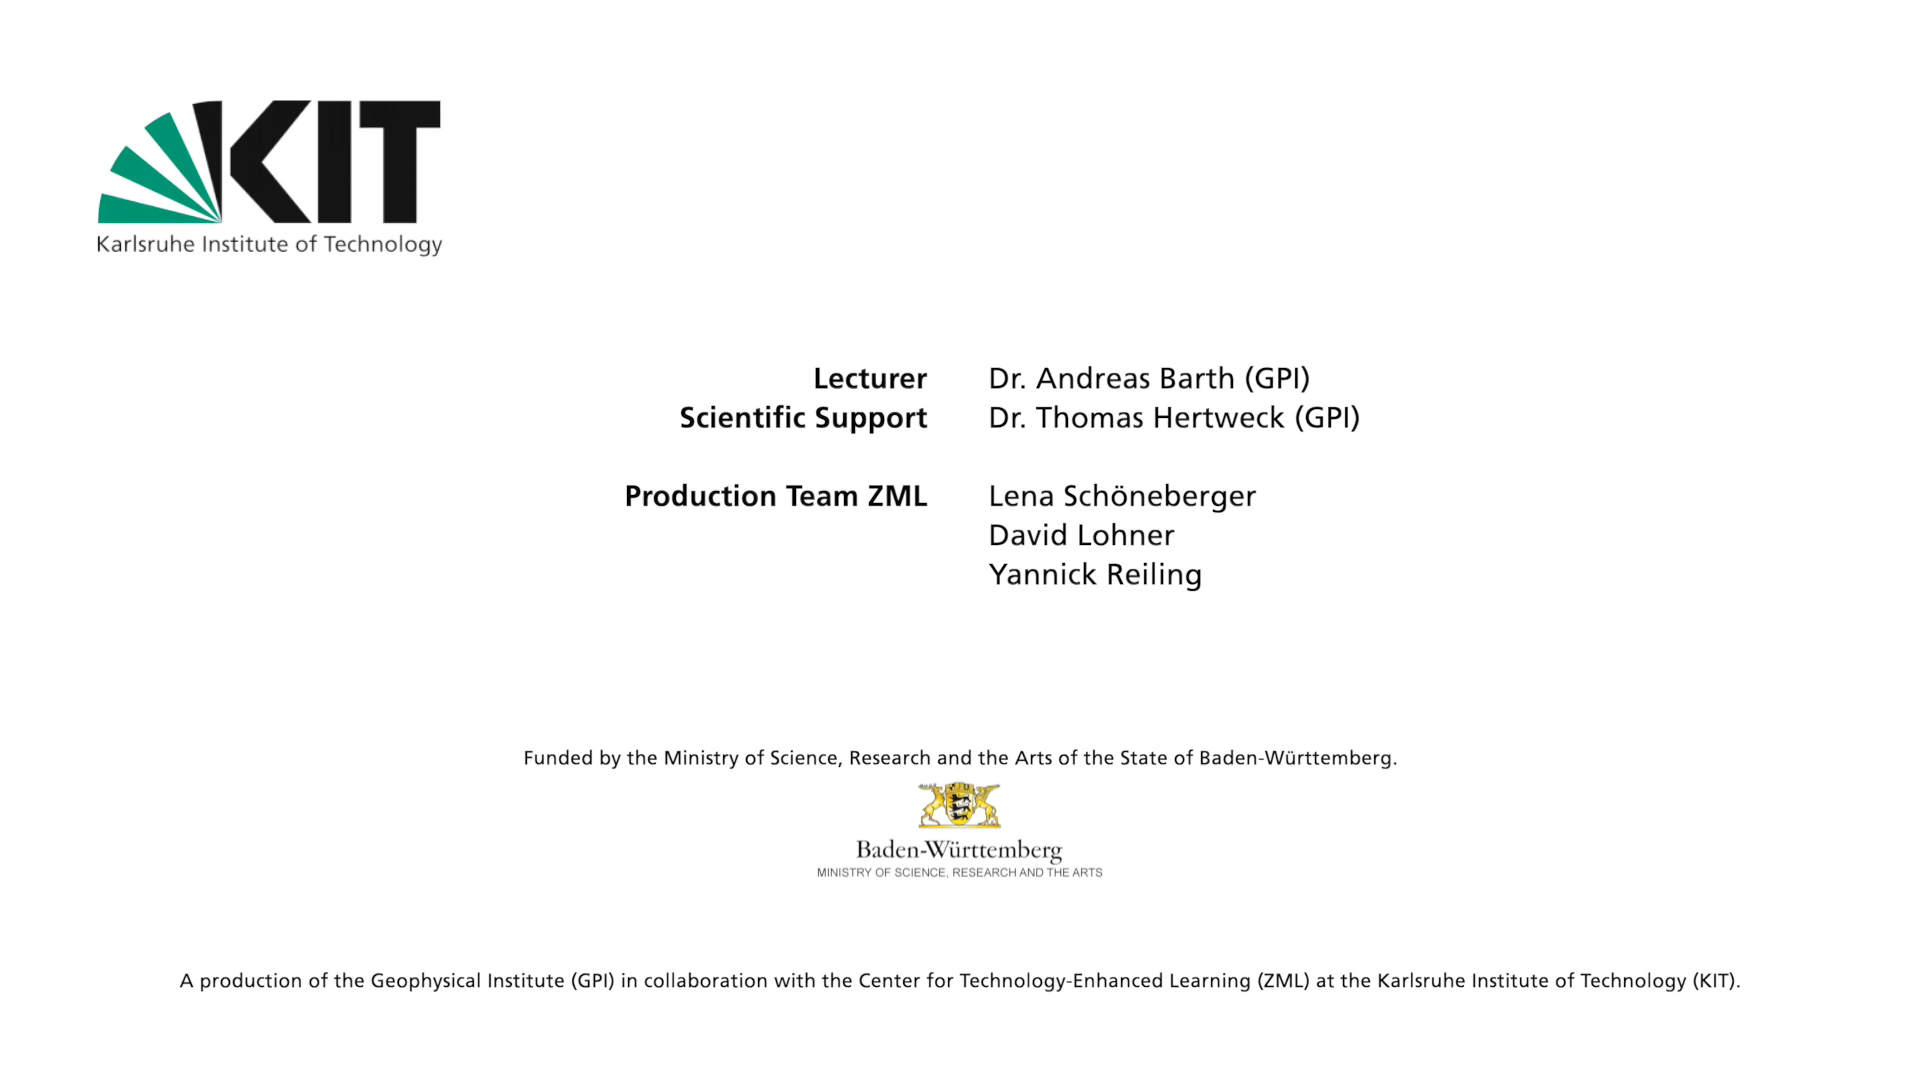 KIT
Karlsruhe Institute of Technology
Lecturer Dr. Andreas Barth (GPI)
Scientific Support Dr. Thomas Hertweck (GPI)
Production Team ZML Lena Schöneberger
David Lohner
Yannick Reiling
Funded by the Ministry of Science, Research and the Arts of the State of Baden-Württemberg.
Baden-Württemberg
MINISTRY OF SCIENCE, RESEARCH AND THE ARTS
A production of the Geophysical Institute (GPI) in collaboration with the Center for Technology-Enhanced Learning (ZML) at the Karlsruhe Institute of Technology (KIT).